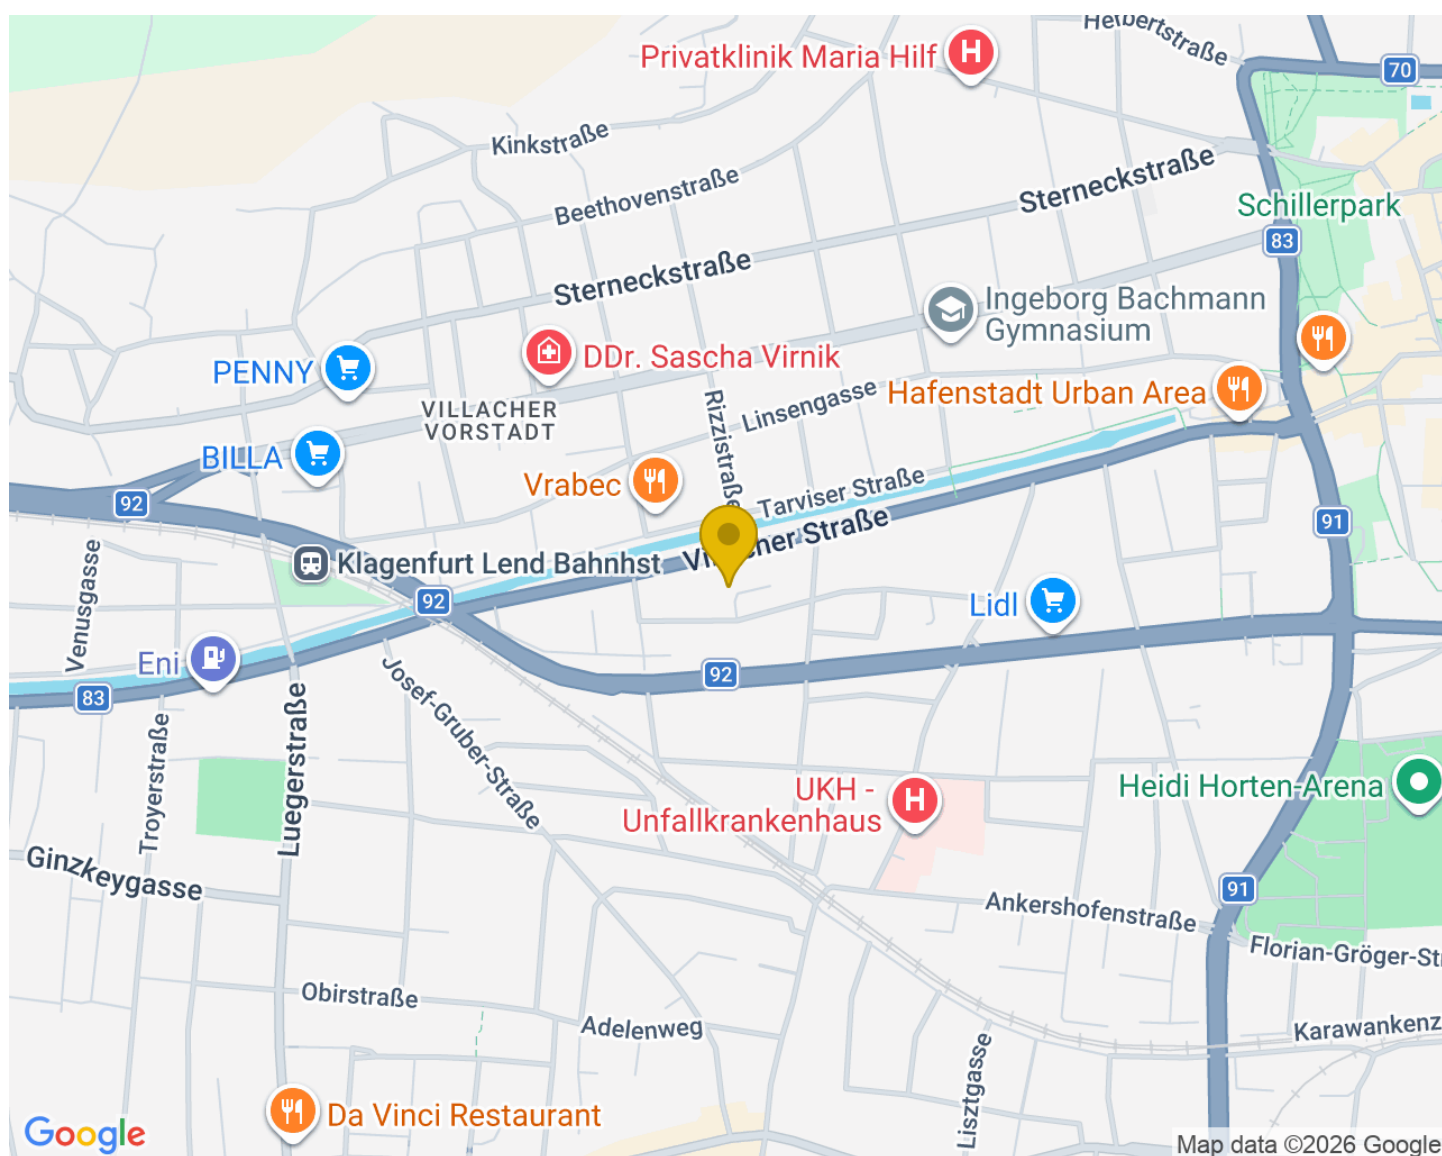 Herbertstraße
Privatklinik Maria Hilf
H
70
Kinkstraße
Beethovenstraße
Sterneckstraße
Schillerpark
83
Sterneckstraße
Ingeborg Bachmann
Gymnasium
DDr. Sascha Virnik
PENNY
Hafenstadt Urban Area
VILLACHER
VORSTADT
Rizzistraße
Linsengasse
BILLA
Vrabec
Tarviser Straße
92
91
Villacher Straße
Klagenfurt Lend Bahnhst
92
Lidl
Venusgasse
Eni
92
83
Josef-Gruber-Straße
Luegerstraße
Troyerstraße
UKH -
Unfallkrankenhaus
H
Heidi Horten-Arena
Ginzkeygasse
91
Ankershofenstraße
Florian-Gröger-Str
Obirstraße
Adelenweg
Karawankenz
Lisztgasse
Da Vinci Restaurant
Google
Map data ©2026 Google